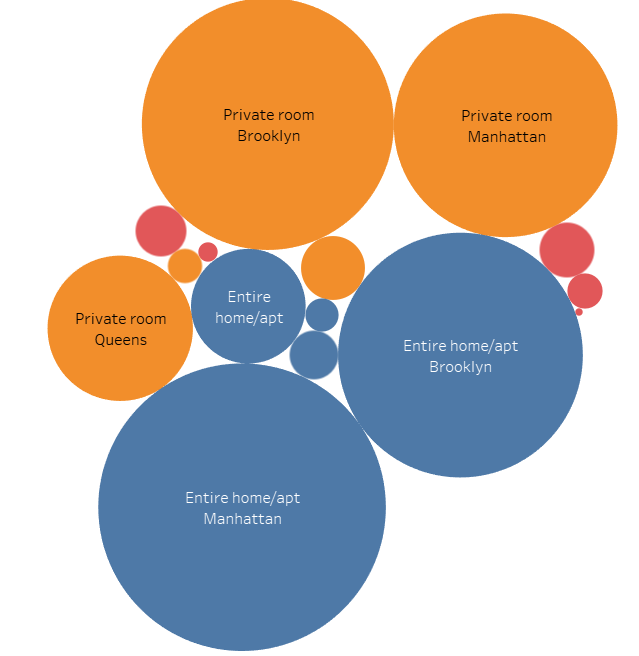 Private room
Brooklyn
Private room
Manhattan
Entire
home/apt
Private room
Queens
Entire home/apt
Brooklyn
Entire home/apt
Manhattan